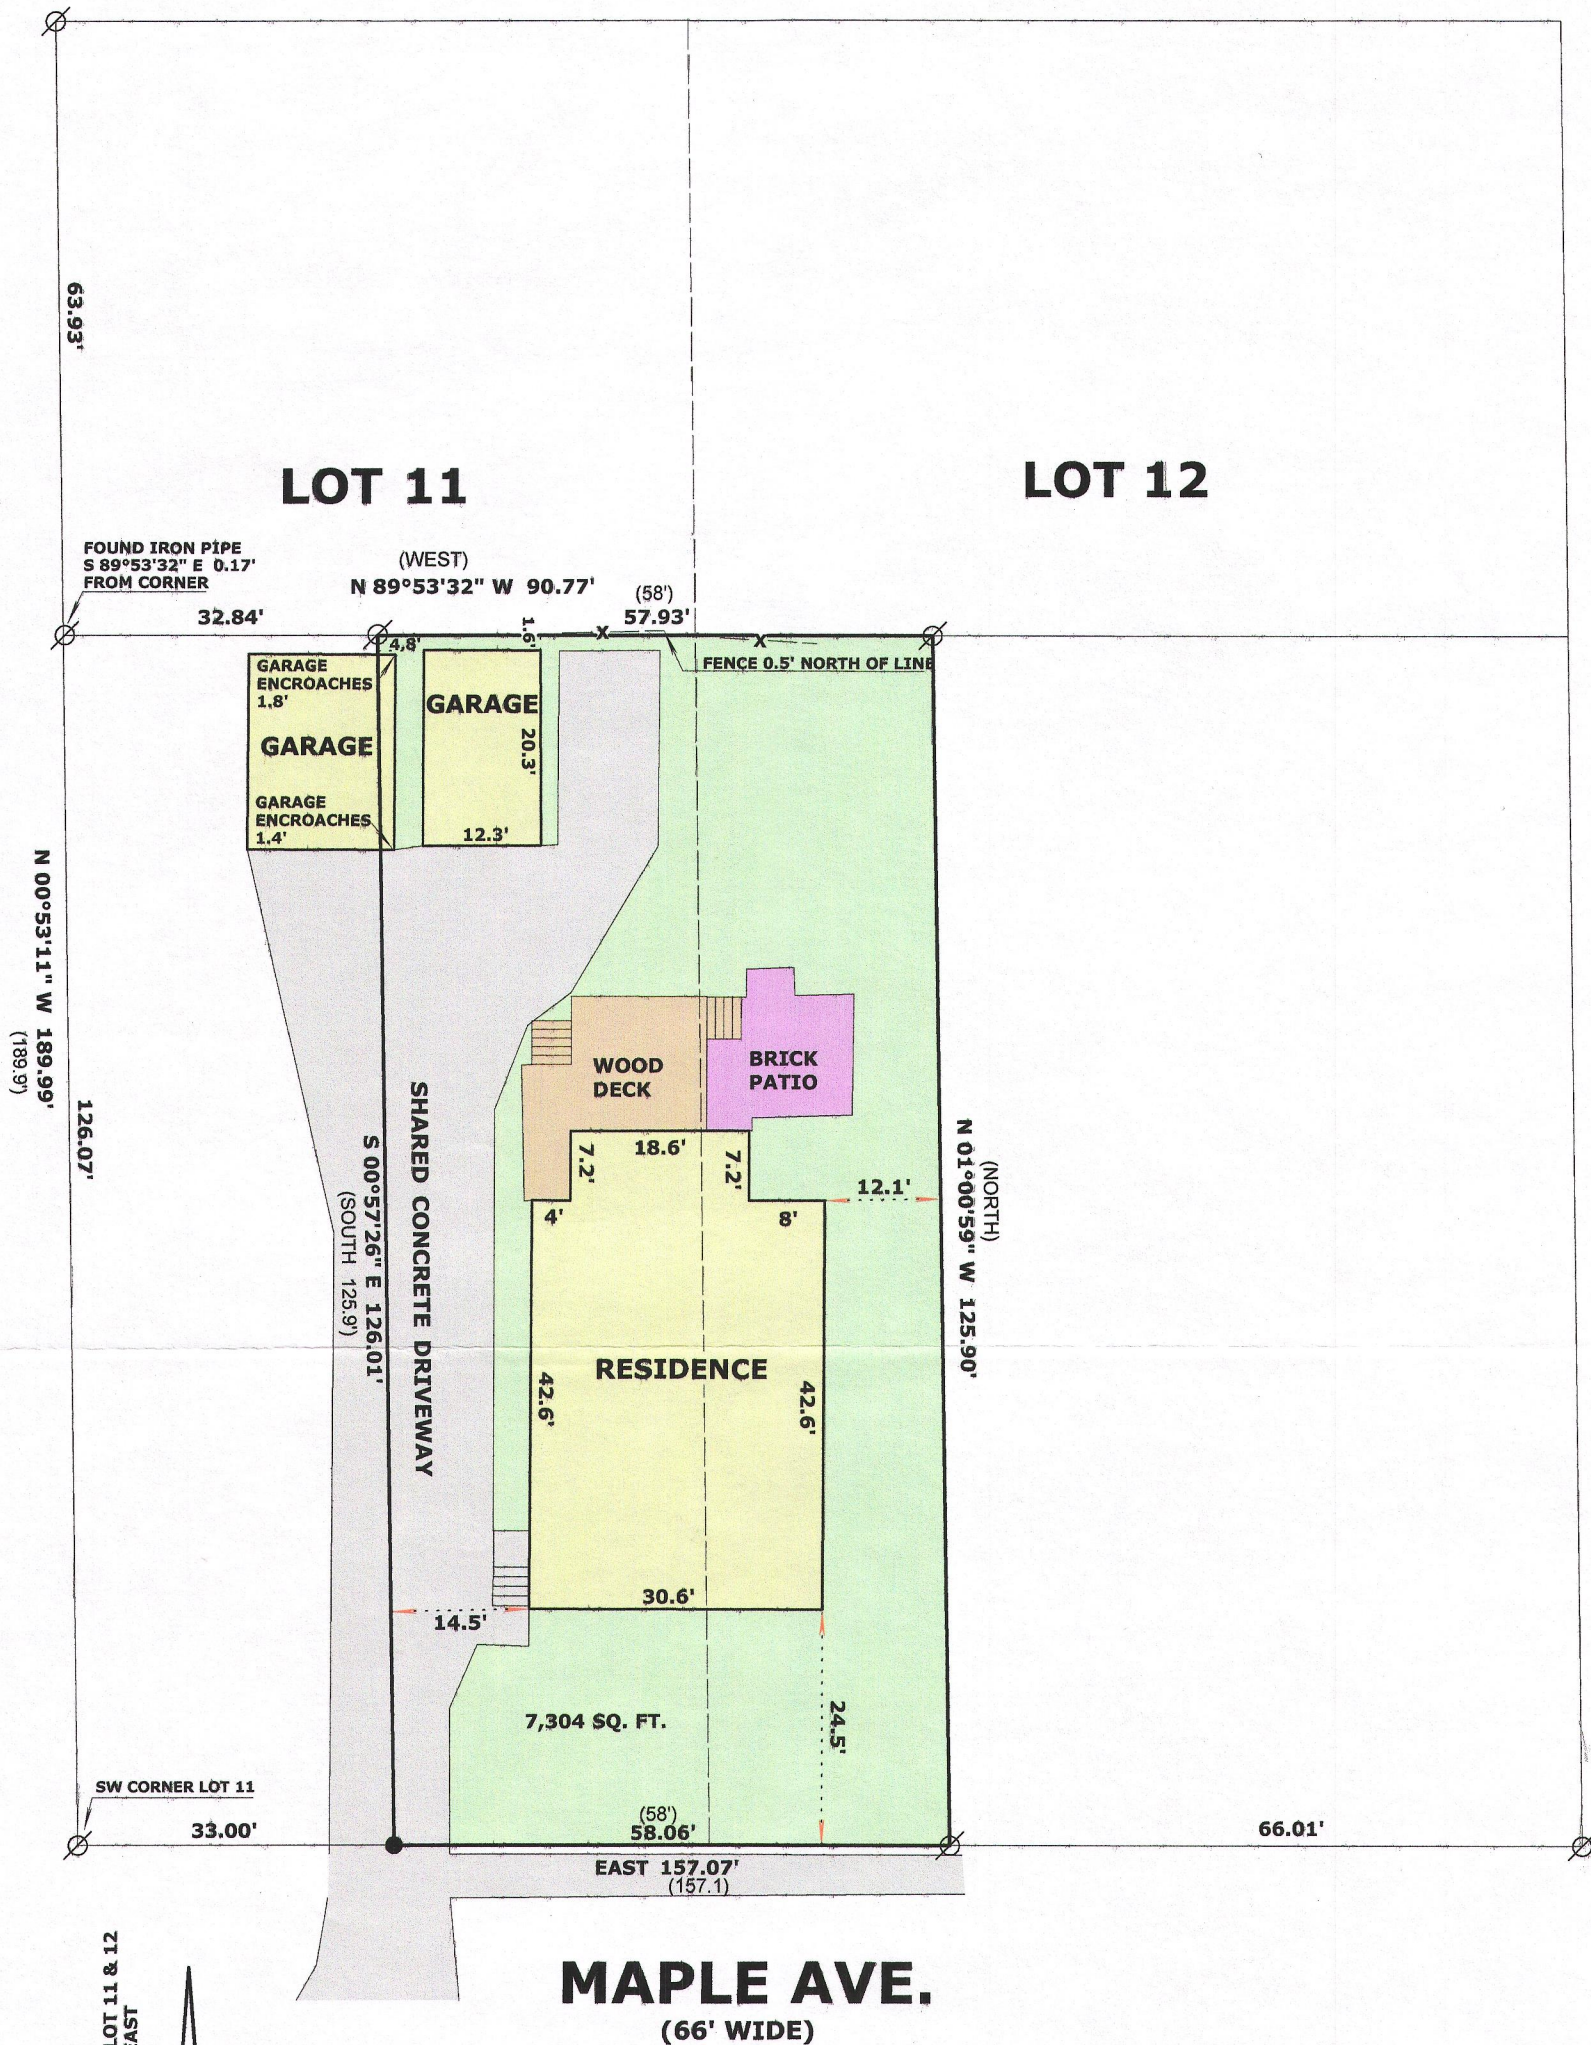 63.93'
LOT 11
LOT 12
FOUND IRON PIPE
S 89°53'32" E 0.17'
FROM CORNER
(WEST)
N 89°53'32" W 90.77'
32.84'
(58')
57.93'
4.8'
1.6'
X
X
FENCE 0.5' NORTH OF LINE
GARAGE
ENCROACHES
1.8'
GARAGE
GARAGE
ENCROACHES
1.4'
GARAGE
20.3'
12.3'
N 00°53'11" W 189.99'
(189.9')
126.07'
S 00°57'26" E 126.01'
(SOUTH 125.9')
SHARED CONCRETE DRIVEWAY
WOOD
DECK
BRICK
PATIO
18.6'
7.2'
7.2'
4'
8'
12.1'
N 01°00'59" W 125.90'
(NORTH)
RESIDENCE
42.6'
42.6'
30.6'
14.5'
24.5'
7,304 SQ. FT.
SW CORNER LOT 11
33.00'
(58')
58.06'
66.01'
EAST 157.07'
(157.1)
MAPLE AVE.
(66' WIDE)
LOT 11 & 12
EAST